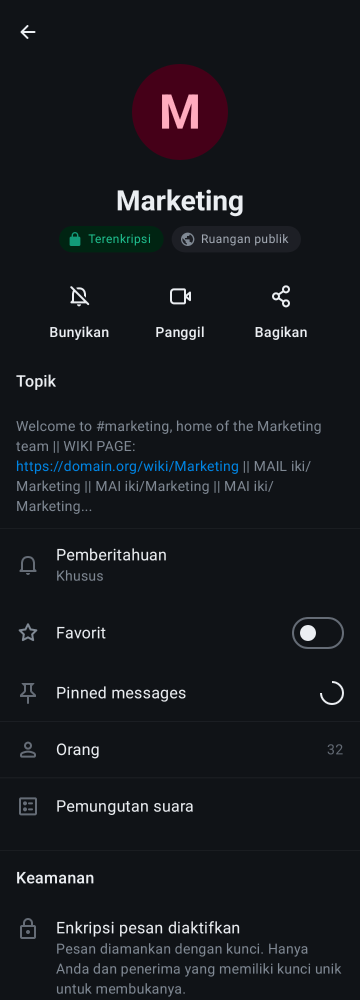 M
Marketing
Terenkripsi
Ruangan publik
Bunyikan
Panggil
Bagikan
Topik
Welcome to #marketing, home of the Marketing
team || WIKI PAGE:
https://domain.org/wiki/Marketing || MAIL iki/
Marketing || MAI iki/Marketing || MAI iki/
Marketing...
Pemberitahuan
Khusus
Favorit
Pinned messages
Orang
32
Pemungutan suara
Keamanan
Enkripsi pesan diaktifkan
Pesan diamankan dengan kunci. Hanya
Anda dan penerima yang memiliki kunci unik
untuk membukanya.